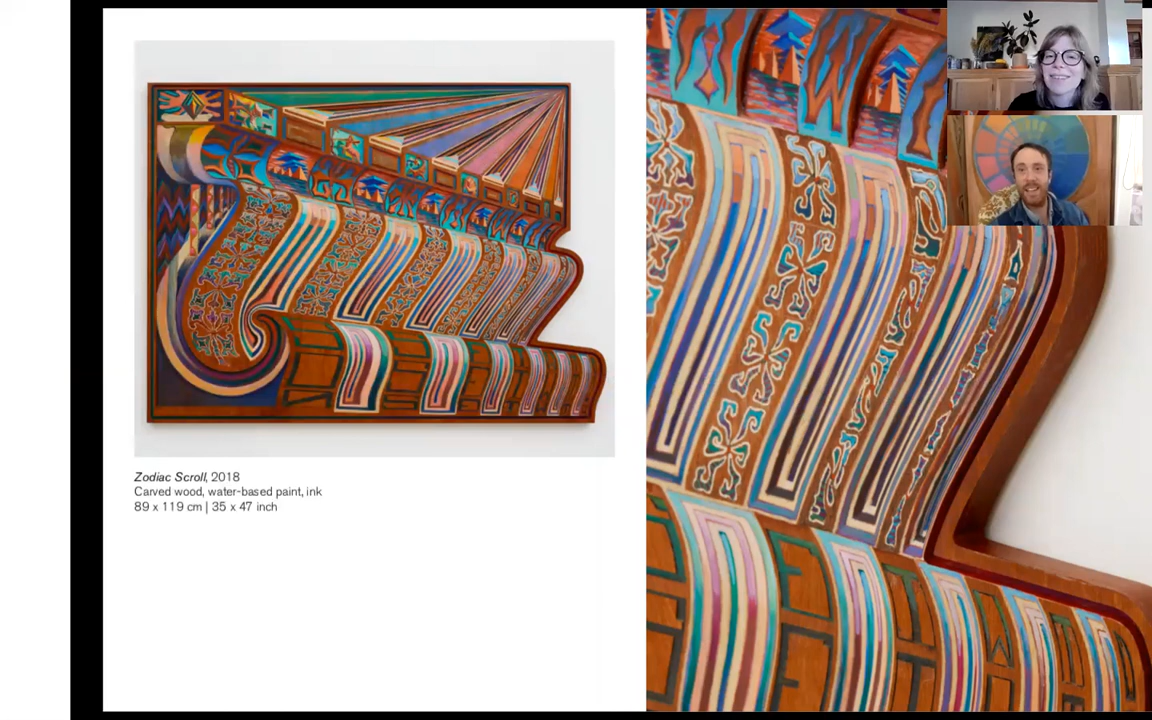 Zodiac Scroll, 2018
Carved wood, water-based paint, ink
89 x 119 cm | 35 x 47 inch